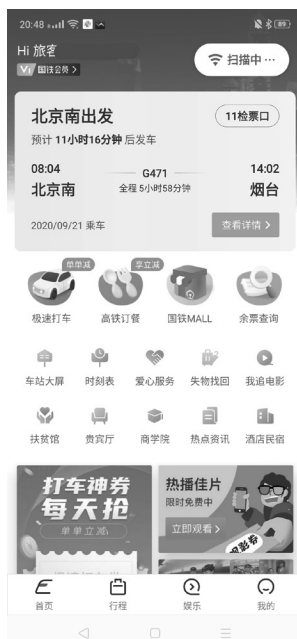 20:48
89
Hi 旅客
V1 国铁会员 >
扫描中 ···
北京南出发
11检票口
预计 11小时16分钟 后发车
08:04
G471
14:02
北京南
全程 5小时58分钟
烟台
2020/09/21 乘车
查看详情 >
单单减
享立减
极速打车
高铁订餐
国铁MALL
余票查询
车站大屏
时刻表
爱心服务
失物找回
我追电影
扶贫馆
贵宾厅
商学院
热点资讯
酒店民宿
打车神券
每天抢
单单立减
热播佳片
限时免费中
立即观看 >
电影券
首页
行程
娱乐
我的